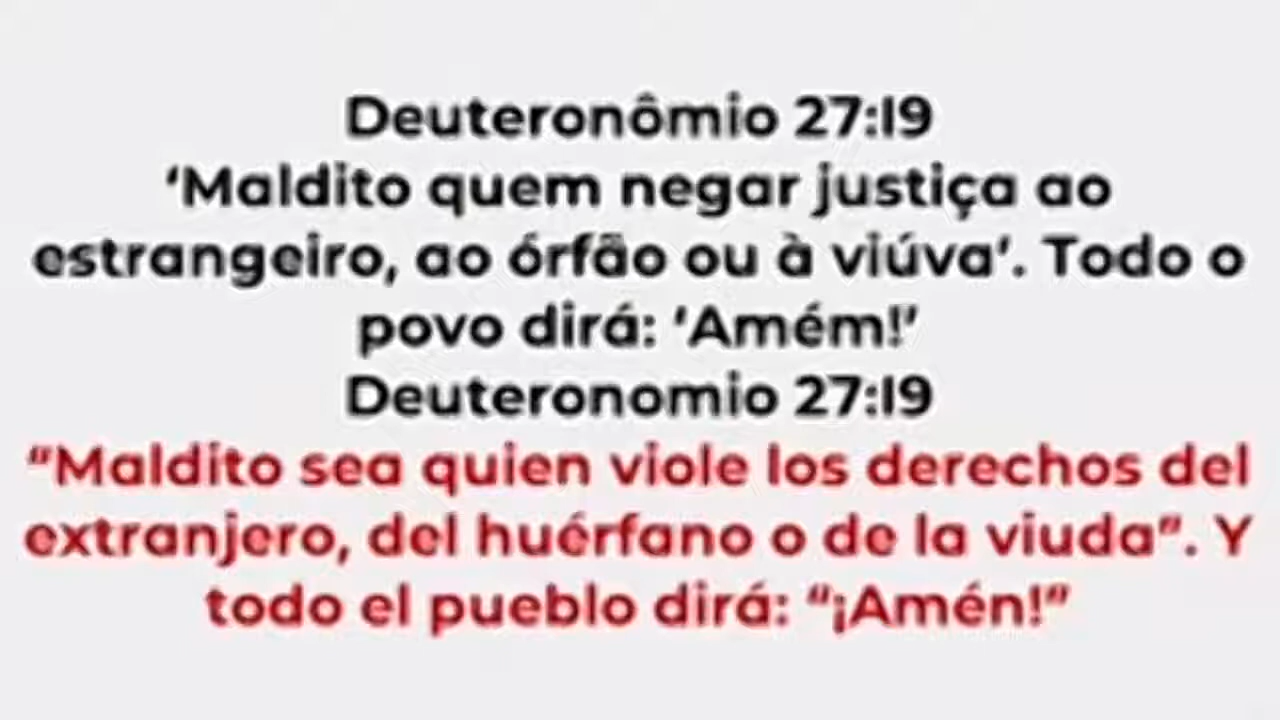 Deuteronômio 27:19
‘Maldito quem negar justiça ao
estrangeiro, ao órfão ou à viúva’. Todo o
povo dirá: ‘Amém!’
Deuteronomio 27:19
“Maldito sea quien viole los derechos del
extranjero, del huérfano o de la viuda”. Y
todo el pueblo dirá: “¡Amén!”